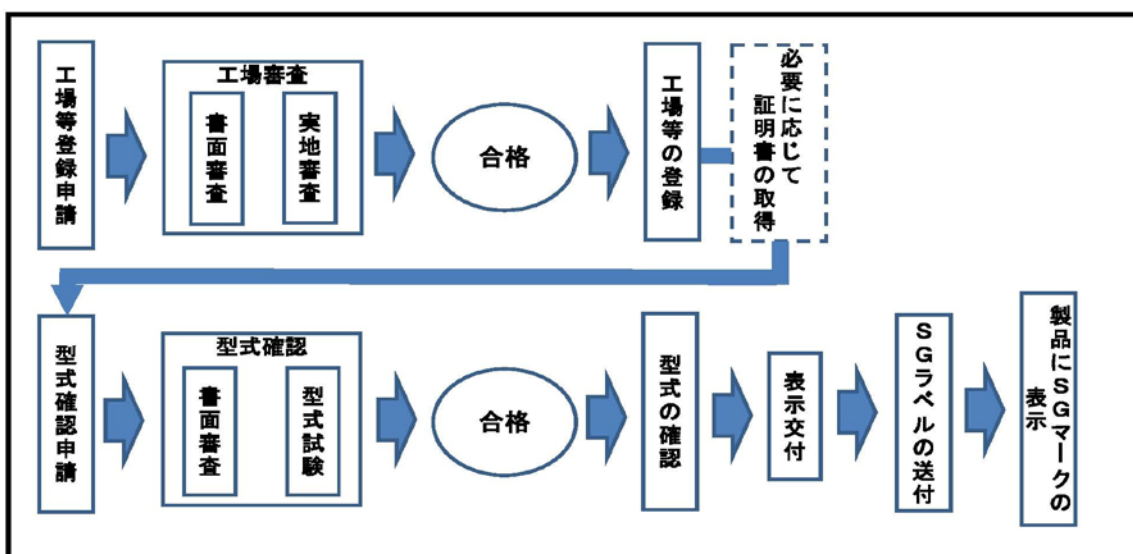 工場等登録申請
工場審査
書面審査
実地審査
合格
工場等の登録
必要に応じて
証明書の取得
型式確認申請
型式確認
書面審査
型式試験
合格
型式の確認
表示交付
SGラベルの送付
製品にSGマークの
表示